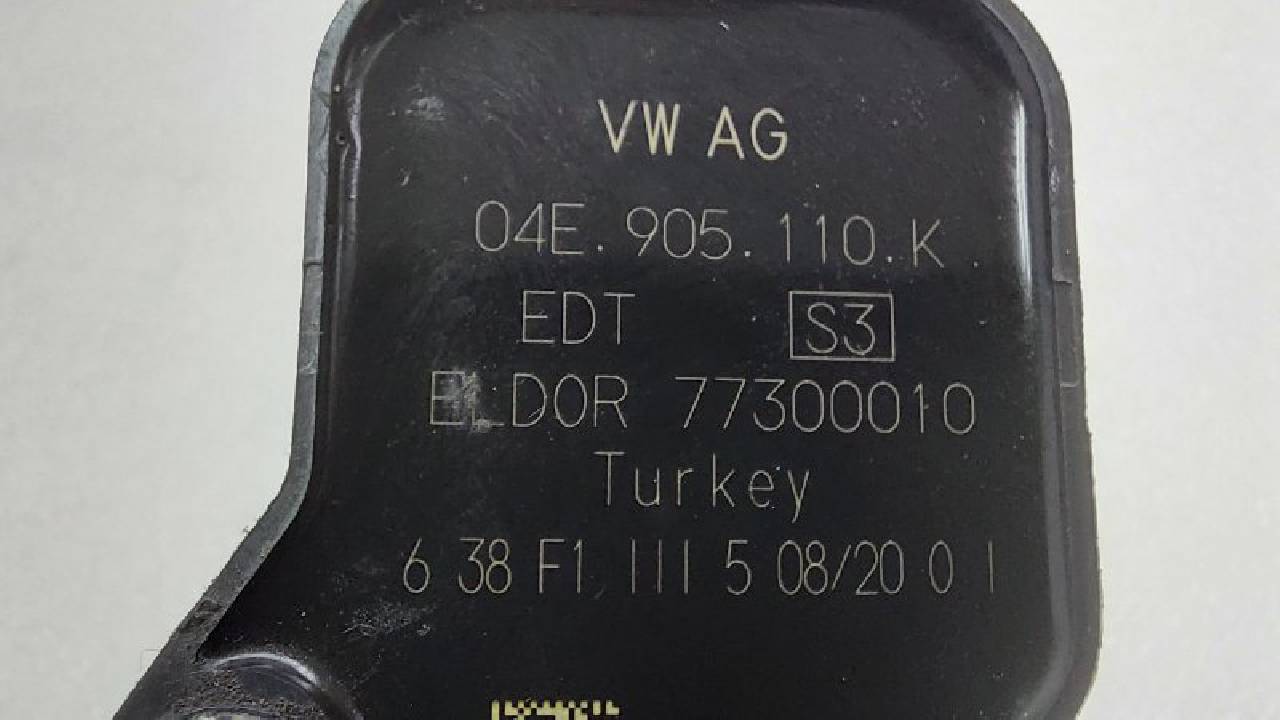 VW AG
04E.905.110.K
EDT S3
ELDOR 77300010
Turkey
6 38 F1 III 5 08/20 0 I